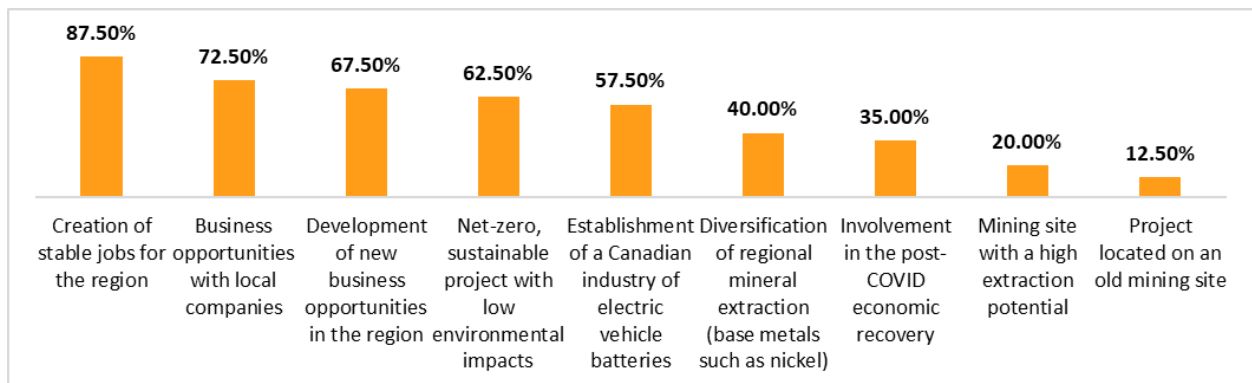 87.50%
72.50%
67.50%
62.50%
57.50%
40.00%
35.00%
20.00%
12.50%
Creation of
stable jobs for
the region
Business
opportunities
with local
companies
Development
of new
business
opportunities
in the region
Net-zero,
sustainable
project with
low
environmental
impacts
Establishment
of a Canadian
industry of
electric
vehicle
batteries
Diversification
of regional
mineral
extraction
(base metals
such as nickel)
Involvement
in the post-
COVID
economic
recovery
Mining site
with a high
extraction
potential
Project
located on an
old mining site